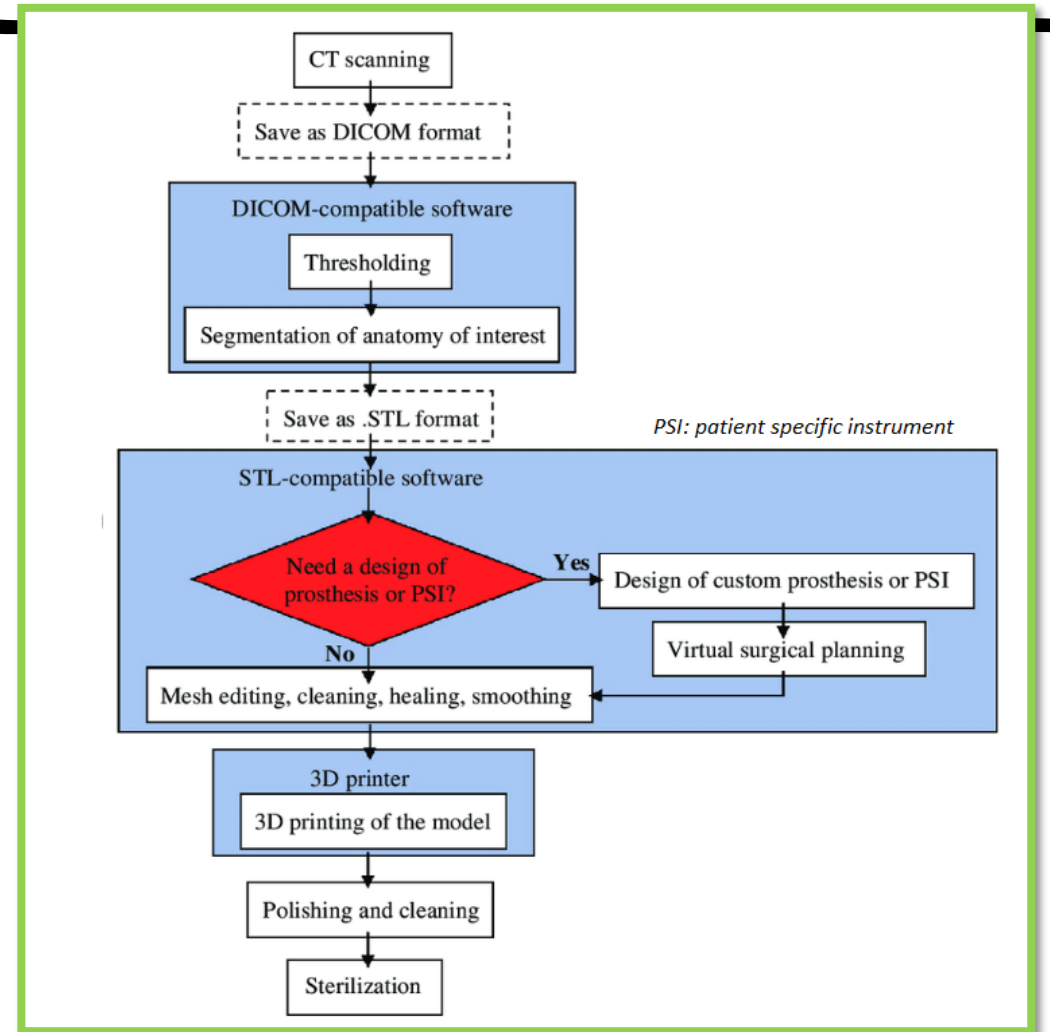 CT scanning
Save as DICOM format
DICOM-compatible software
Thresholding
Segmentation of anatomy of interest
Save as .STL format
PSI: patient specific instrument
STL-compatible software
Need a design of
prosthesis or PSI?
Yes
Design of custom prosthesis or PSI
Virtual surgical planning
No
Mesh editing, cleaning, healing, smoothing
3D printer
3D printing of the model
Polishing and cleaning
Sterilization